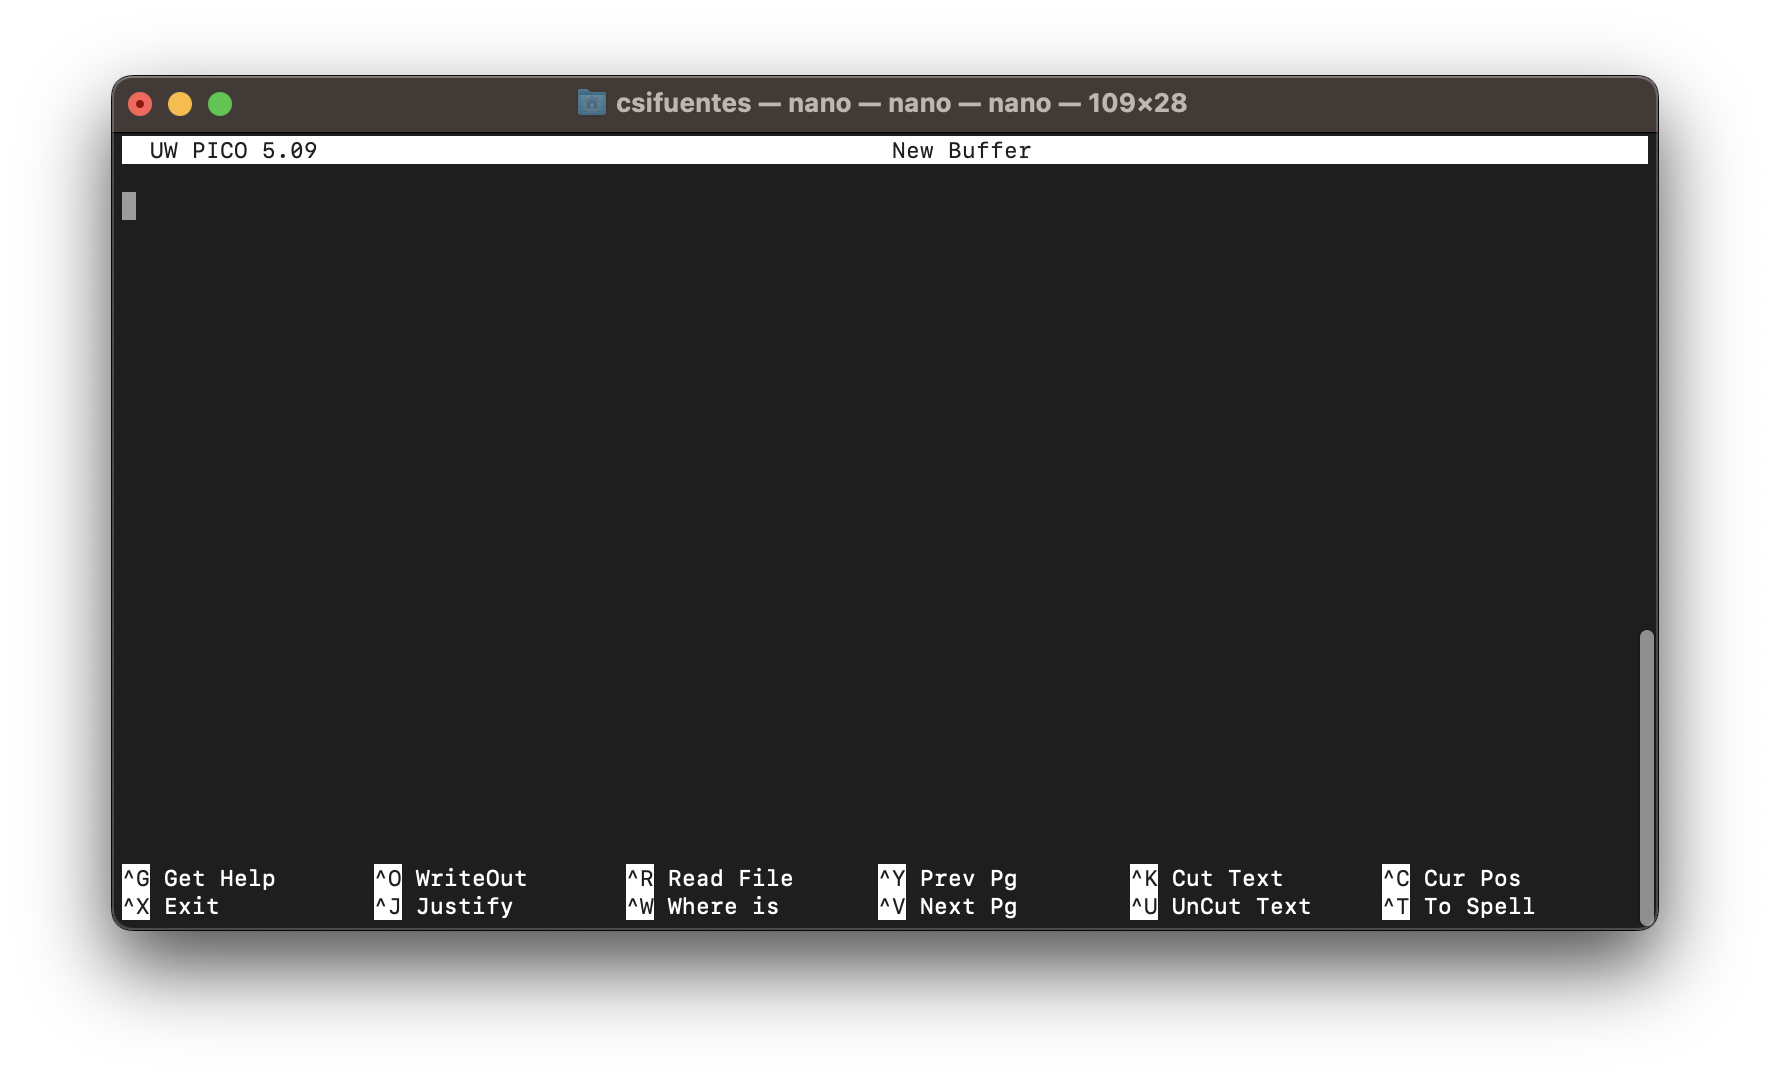 csifuentes — nano — nano — nano — 109×28
UW PICO 5.09 New Buffer
^G Get Help ^O WriteOut ^R Read File ^Y Prev Pg ^K Cut Text ^C Cur Pos
^X Exit ^J Justify ^W Where is ^V Next Pg ^U UnCut Text ^T To Spell